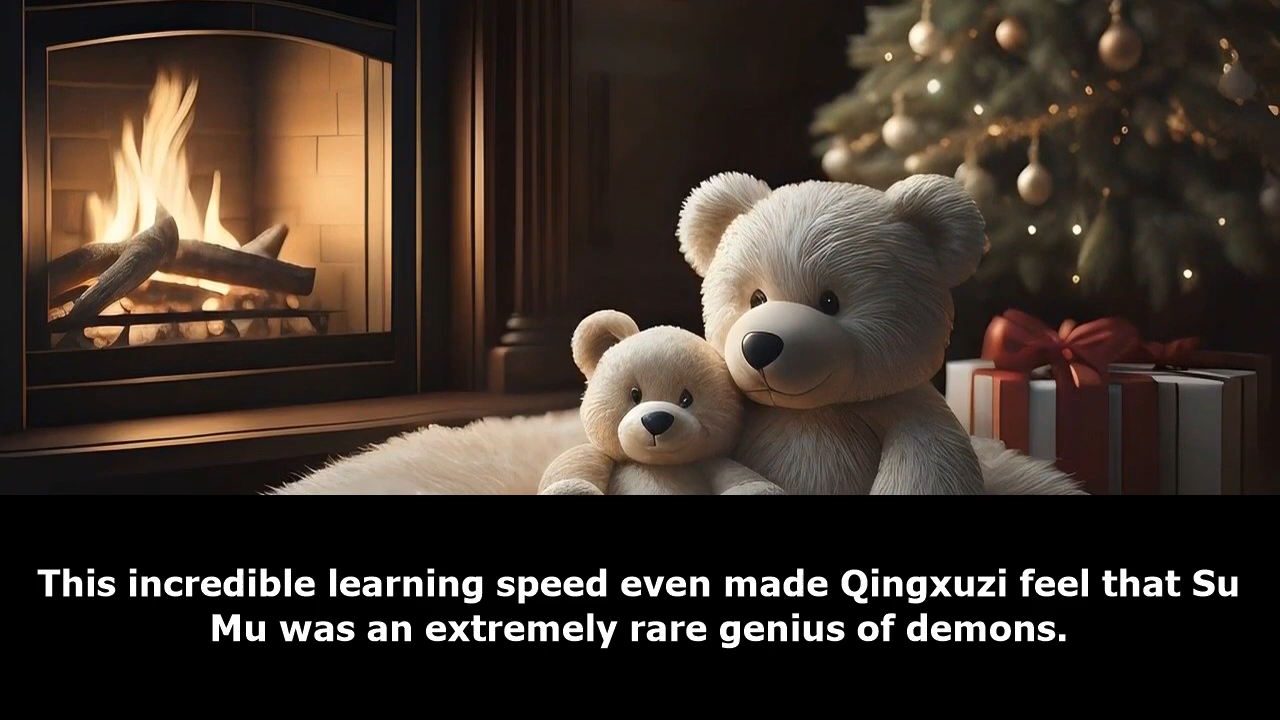 This incredible learning speed even made Qingxuzi feel that Su
Mu was an extremely rare genius of demons.